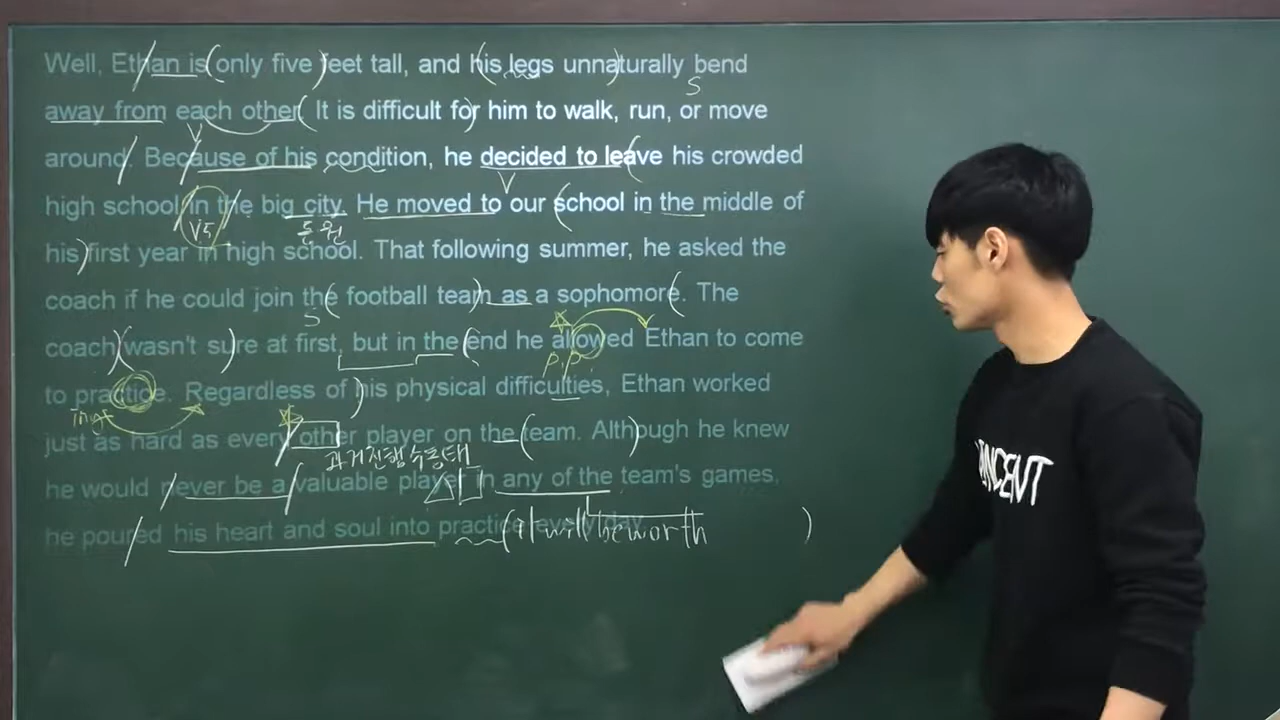 Well, Ethan is only five feet tall, and his legs unnaturally bend
S
away from each other. It is difficult for him to walk, run, or move
V
around. Because of his condition, he decided to leave his crowded
V
high school in the big city. He moved to our school in the middle of
his first year in high school. That following summer, he asked the
coach if he could join the football team as a sophomore. The
S
coach wasn't sure at first, but in the end he allowed Ethan to come
p.p
to practice. Regardless of his physical difficulties, Ethan worked
ing
just as hard as every other player on the team. Although he knew
과거진행수동태
he would never be a valuable player in any of the team's games,
he poured his heart and soul into practice every day.
it will be worth
VINCENT